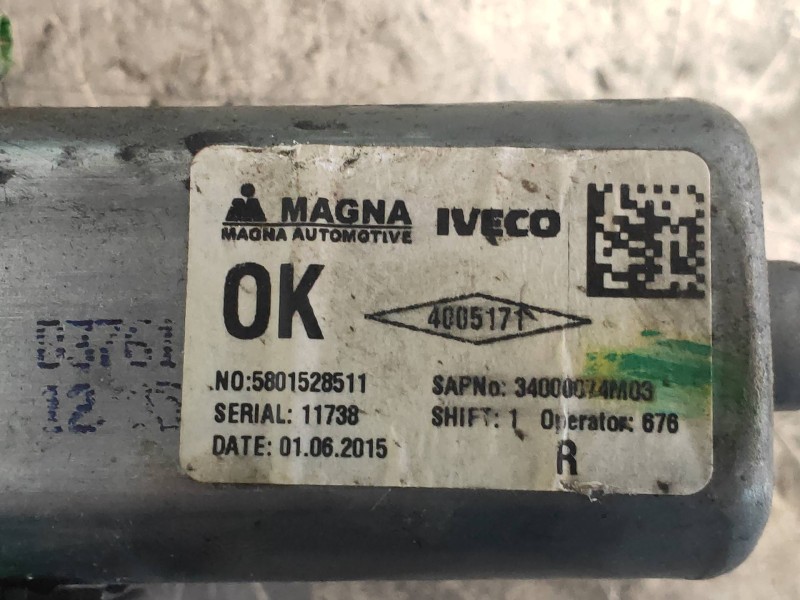 MAGNA IVECO
MAGNA AUTOMOTIVE
OK
4005171
NO:5801528511 SAPNo: 34000074M03
SERIAL: 11738 SHIFT: 1 Operator: 676
DATE: 01.06.2015 R